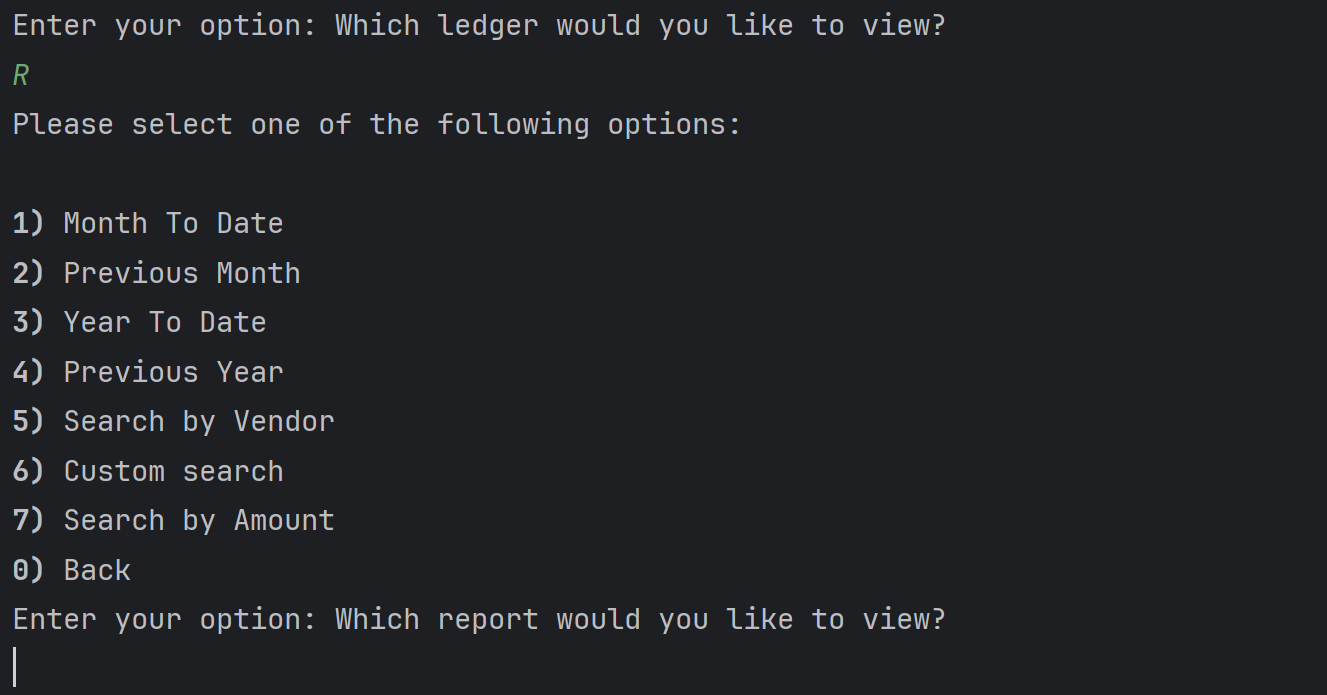 Enter your option: Which ledger would you like to view?
R
Please select one of the following options:
1) Month To Date
2) Previous Month
3) Year To Date
4) Previous Year
5) Search by Vendor
6) Custom search
7) Search by Amount
0) Back
Enter your option: Which report would you like to view?